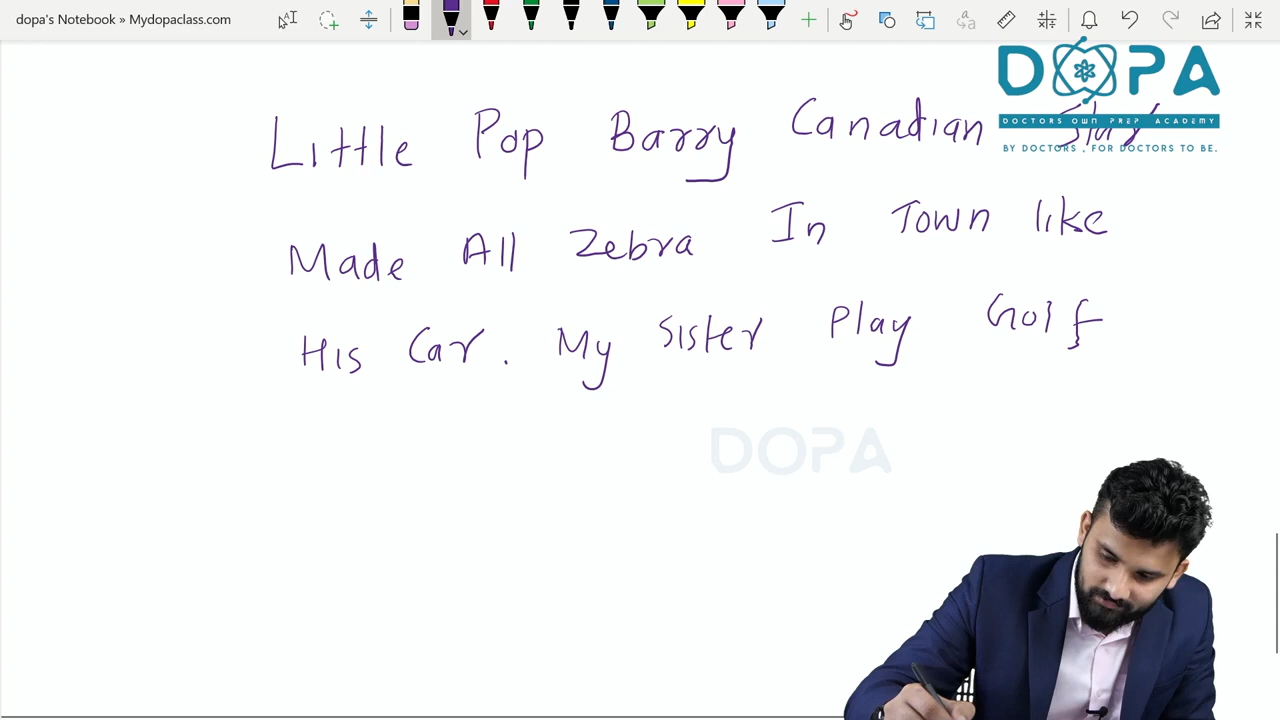 dopa's Notebook » Mydopaclass.com
DOPA
DOCTORS OWN PREP ACADEMY
BY DOCTORS , FOR DOCTORS TO BE.
Little Pop Barry Canadian
Made All Zebra In Town like
His Car. My Sister Play Golf
DOPA